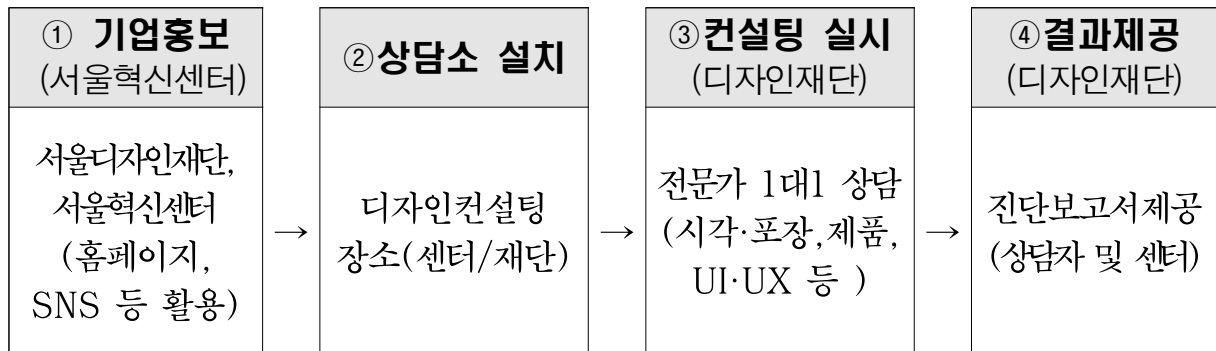 ① 기업홍보
(서울혁신센터)
서울디자인재단,
서울혁신센터
(홈페이지,
SNS 등 활용)
→
②상담소 설치
디자인컨설팅
장소(센터/재단)
→
③컨설팅 실시
(디자인재단)
전문가 1대1 상담
(시각·포장,제품,
UI·UX 등 )
→
④결과제공
(디자인재단)
진단보고서제공
(상담자 및 센터)